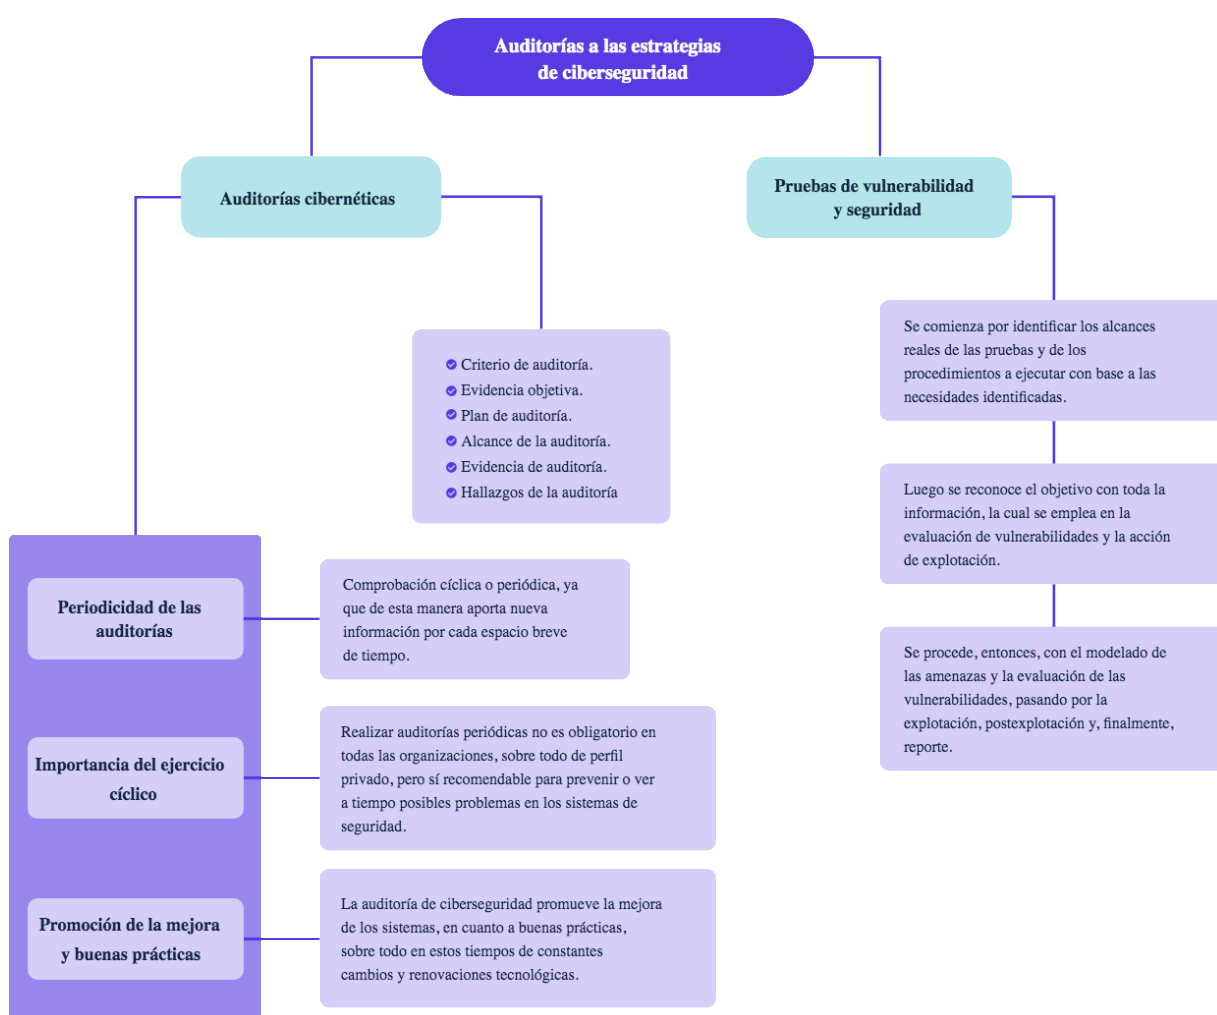 Auditorías a las estrategias
de ciberseguridad
Auditorías cibernéticas
Pruebas de vulnerabilidad
y seguridad
Criterio de auditoría.
Evidencia objetiva.
Plan de auditoría.
Alcance de la auditoría.
Evidencia de auditoría.
Hallazgos de la auditoría
Periodicidad de las
auditorías
Comprobación cíclica o periódica, ya
que de esta manera aporta nueva
información por cada espacio breve
de tiempo.
Importancia del ejercicio
cíclico
Realizar auditorías periódicas no es obligatorio en
todas las organizaciones, sobre todo de perfil
privado, pero sí recomendable para prevenir o ver
a tiempo posibles problemas en los sistemas de
seguridad.
Promoción de la mejora
y buenas prácticas
La auditoría de ciberseguridad promueve la mejora
de los sistemas, en cuanto a buenas prácticas,
sobre todo en estos tiempos de constantes
cambios y renovaciones tecnológicas.
Se comienza por identificar los alcances
reales de las pruebas y de los
procedimientos a ejecutar con base a las
necesidades identificadas.
Luego se reconoce el objetivo con toda la
información, la cual se emplea en la
evaluación de vulnerabilidades y la acción
de explotación.
Se procede, entonces, con el modelado de
las amenazas y la evaluación de las
vulnerabilidades, pasando por la
explotación, postexplotación y, finalmente,
reporte.